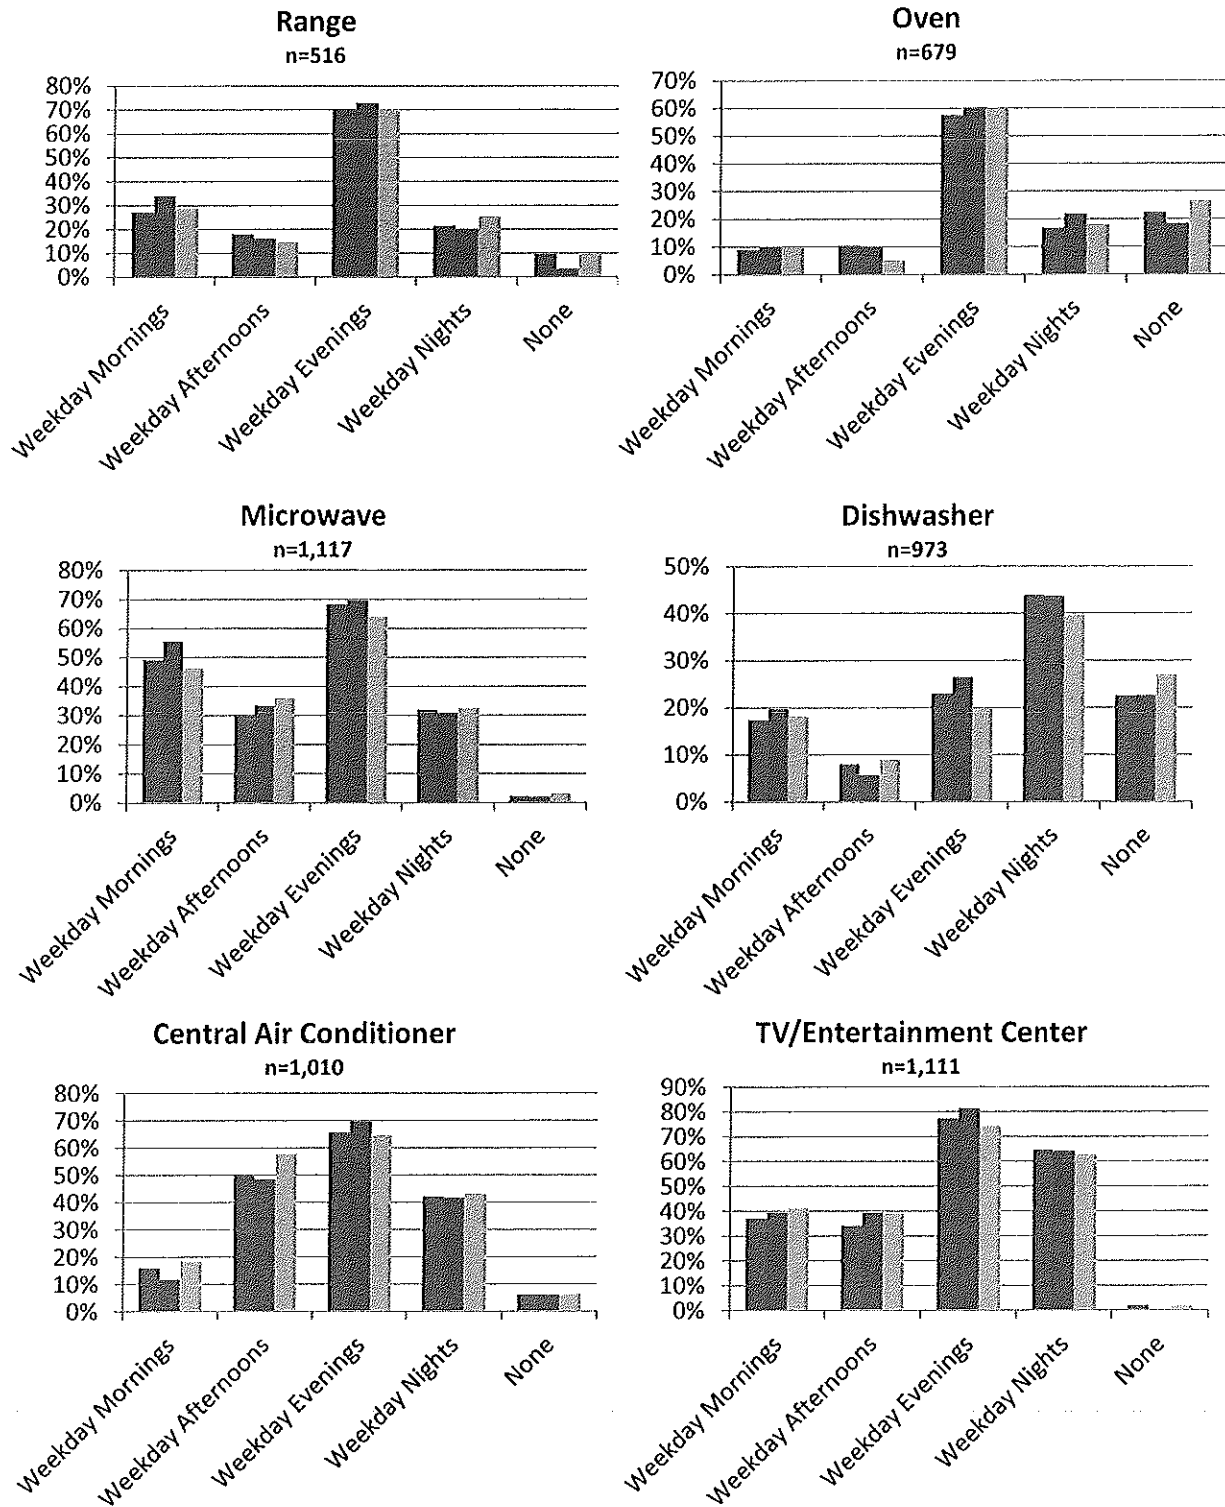 Range
n=516
80%
70%
60%
50%
40%
30%
20%
10%
0%
Weekday Mornings
Weekday Afternoons
Weekday Evenings
Weekday Nights
None
Oven
n=679
70%
60%
50%
40%
30%
20%
10%
0%
Weekday Mornings
Weekday Afternoons
Weekday Evenings
Weekday Nights
None
Microwave
n=1,117
80%
70%
60%
50%
40%
30%
20%
10%
0%
Weekday Mornings
Weekday Afternoons
Weekday Evenings
Weekday Nights
None
Dishwasher
n=973
50%
40%
30%
20%
10%
0%
Weekday Mornings
Weekday Afternoons
Weekday Evenings
Weekday Nights
None
Central Air Conditioner
n=1,010
80%
70%
60%
50%
40%
30%
20%
10%
0%
Weekday Mornings
Weekday Afternoons
Weekday Evenings
Weekday Nights
None
TV/Entertainment Center
n=1,111
90%
80%
70%
60%
50%
40%
30%
20%
10%
0%
Weekday Mornings
Weekday Afternoons
Weekday Evenings
Weekday Nights
None